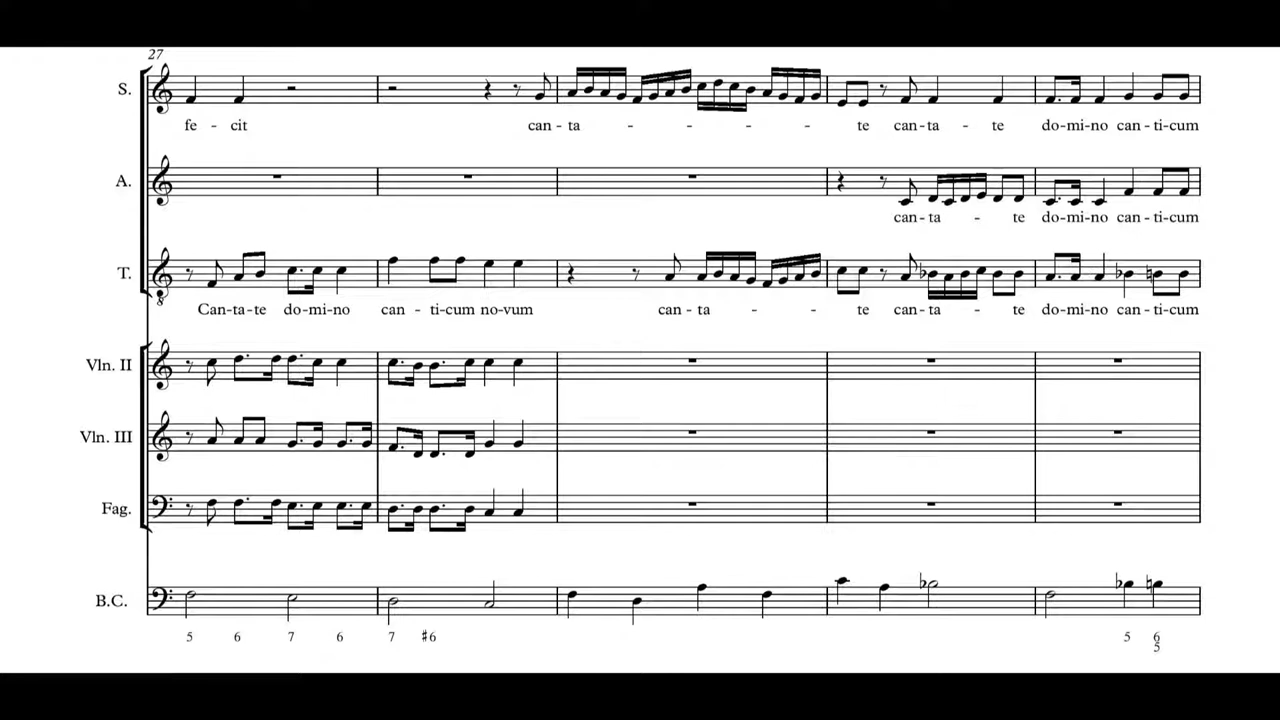 27
S.
fe - cit can - ta - - - - - te can - ta - te do - mi - no can - ti - cum
A.
can - ta - te do - mi - no can - ti - cum
T.
Can - ta - te do - mi - no can - ti - cum no - vum can - ta - - te can - ta - te do - mi - no can - ti - cum
Vln. II
Vln. III
Fag.
B.C.
5 6 7 6 7 ♯6 5 6
5